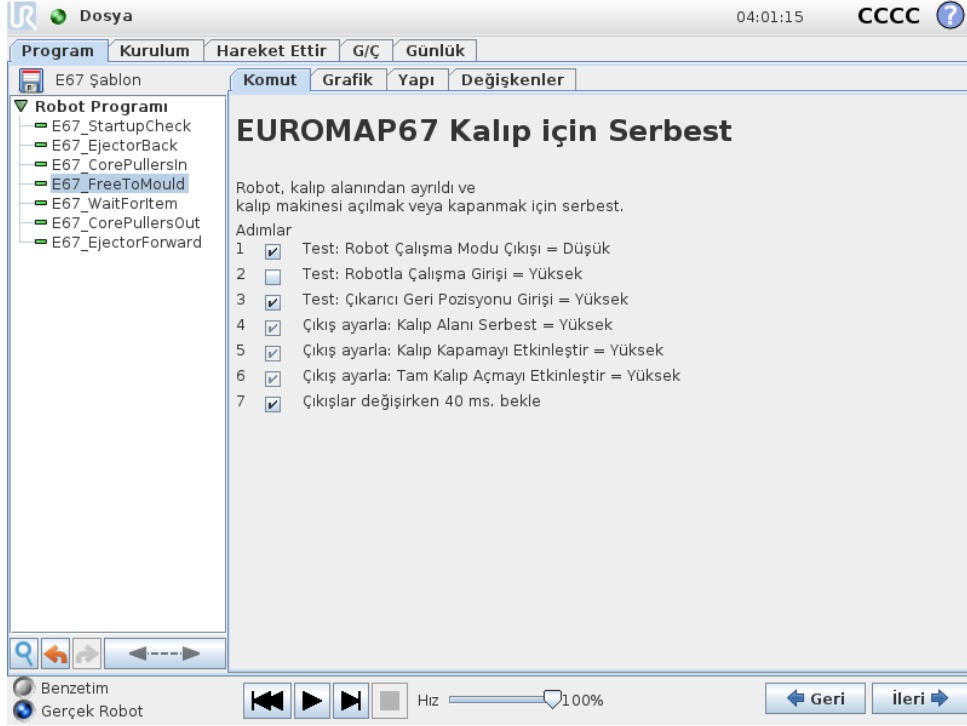 UR Dosya 04:01:15 CCCC ?
Program Kurulum Hareket Ettir G/Ç Günlük
E67 Şablon
Komut Grafik Yapı Değişkenler
Robot Programı
E67_StartupCheck
E67_EjectorBack
E67_CorePullersIn
E67_FreeToMould
E67_WaitForItem
E67_CorePullersOut
E67_EjectorForward
EUROMAP67 Kalıp için Serbest
Robot, kalıp alanından ayrıldı ve
kalıp makinesi açılmak veya kapanmak için serbest.
Adımlar
1 Test: Robot Çalışma Modu Çıkışı = Düşük
2 Test: Robotla Çalışma Girişi = Yüksek
3 Test: Çıkarıcı Geri Pozisyonu Girişi = Yüksek
4 Çıkış ayarla: Kalıp Alanı Serbest = Yüksek
5 Çıkış ayarla: Kalıp Kapamayı Etkinleştir = Yüksek
6 Çıkış ayarla: Tam Kalıp Açmayı Etkinleştir = Yüksek
7 Çıkışlar değişirken 40 ms. bekle
Benzetim
Gerçek Robot
Hız 100%
Geri İleri